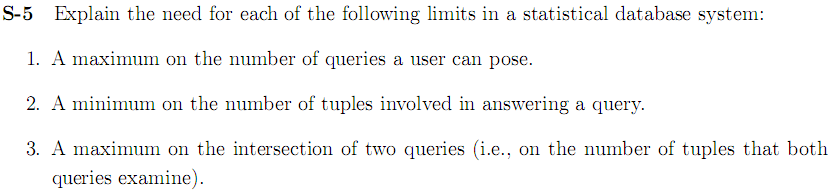 S-5 Explain the need for each of the following limits in a statistical database system:
1. A maximum on the number of queries a user can pose.
2. A minimum on the number of tuples involved in answering a query.
3. A maximum on the intersection of two queries (i.e., on the number of tuples that both
queries examine).